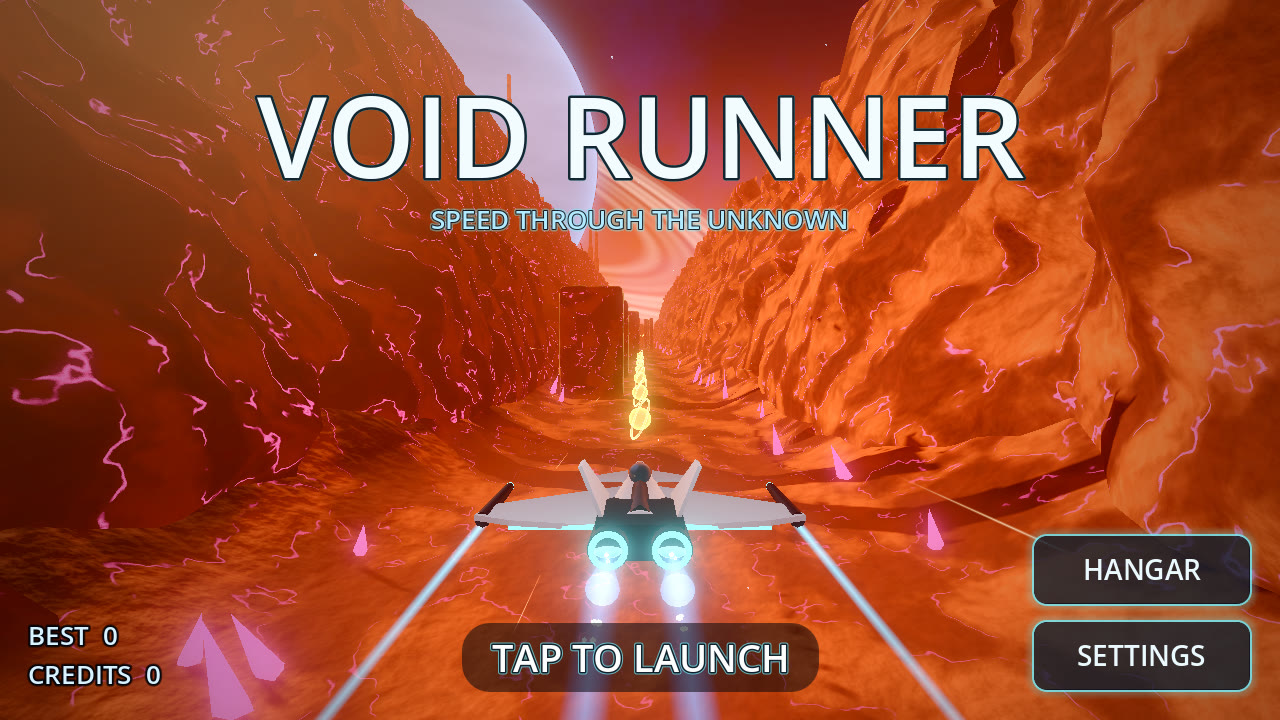 VOID RUNNER
SPEED THROUGH THE UNKNOWN
HANGAR
BEST 0
SETTINGS
CREDITS 0
TAP TO LAUNCH